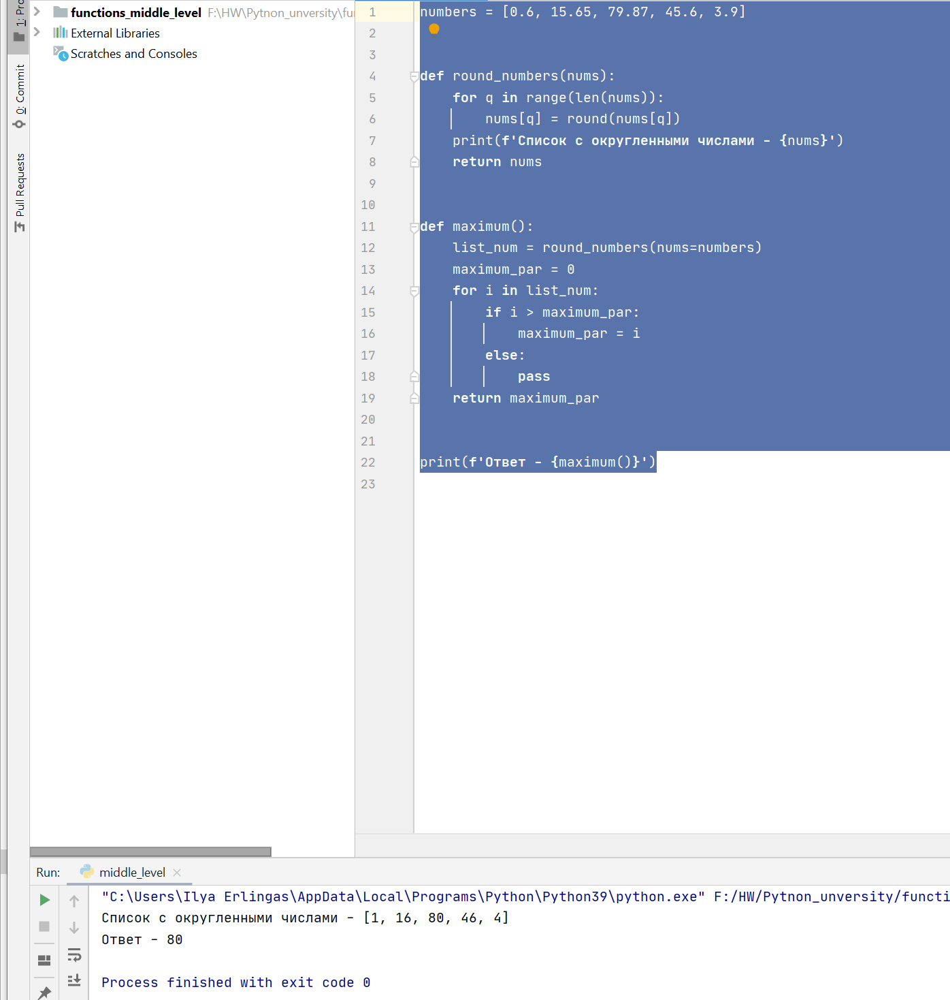 1: Pro
0: Commit
Pull Requests
functions_middle_level F:\HW\Pytnon_unversity\fu
External Libraries
Scratches and Consoles
1 numbers = [0.6, 15.65, 79.87, 45.6, 3.9]
2
3
4 def round_numbers(nums):
5 for q in range(len(nums)):
6 nums[q] = round(nums[q])
7 print(f'Список с округленными числами - {nums}')
8 return nums
9
10
11 def maximum():
12 list_num = round_numbers(nums=numbers)
13 maximum_par = 0
14 for i in list_num:
15 if i > maximum_par:
16 maximum_par = i
17 else:
18 pass
19 return maximum_par
20
21
22 print(f'Ответ - {maximum()}')
23
Run: middle_level
"C:\Users\Ilya Erlingas\AppData\Local\Programs\Python\Python39\python.exe" F:/HW/Pytnon_unversity/functi
Список с округленными числами - [1, 16, 80, 46, 4]
Ответ - 80
Process finished with exit code 0